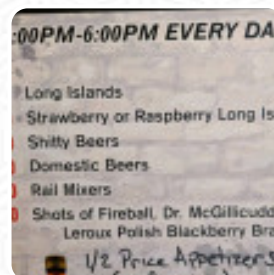 :00PM-6:00PM EVERY DA
Long Islands
Strawberry or Raspberry Long Is
Shitty Beers
Domestic Beers
Rail Mixers
Shots of Fireball, Dr. McGillicudd
Leroux Polish Blackberry Bra
1/2 Price Appetizers